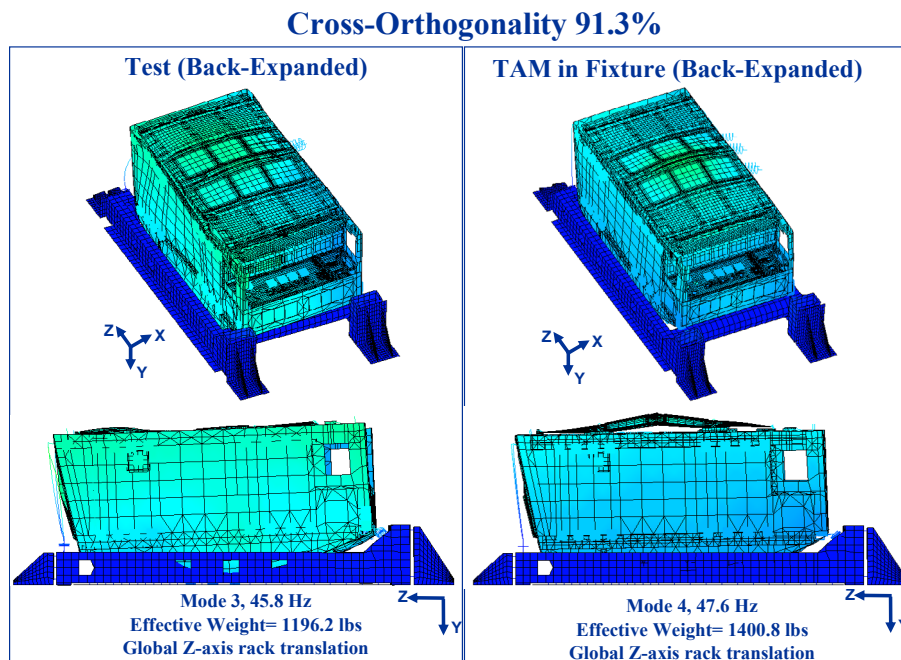 Cross-Orthogonality 91.3%
Test (Back-Expanded)
Z
X
Y
Z
Y
Mode 3, 45.8 Hz
Effective Weight= 1196.2 lbs
Global Z-axis rack translation
TAM in Fixture (Back-Expanded)
Z
X
Y
Z
Y
Mode 4, 47.6 Hz
Effective Weight= 1400.8 lbs
Global Z-axis rack translation